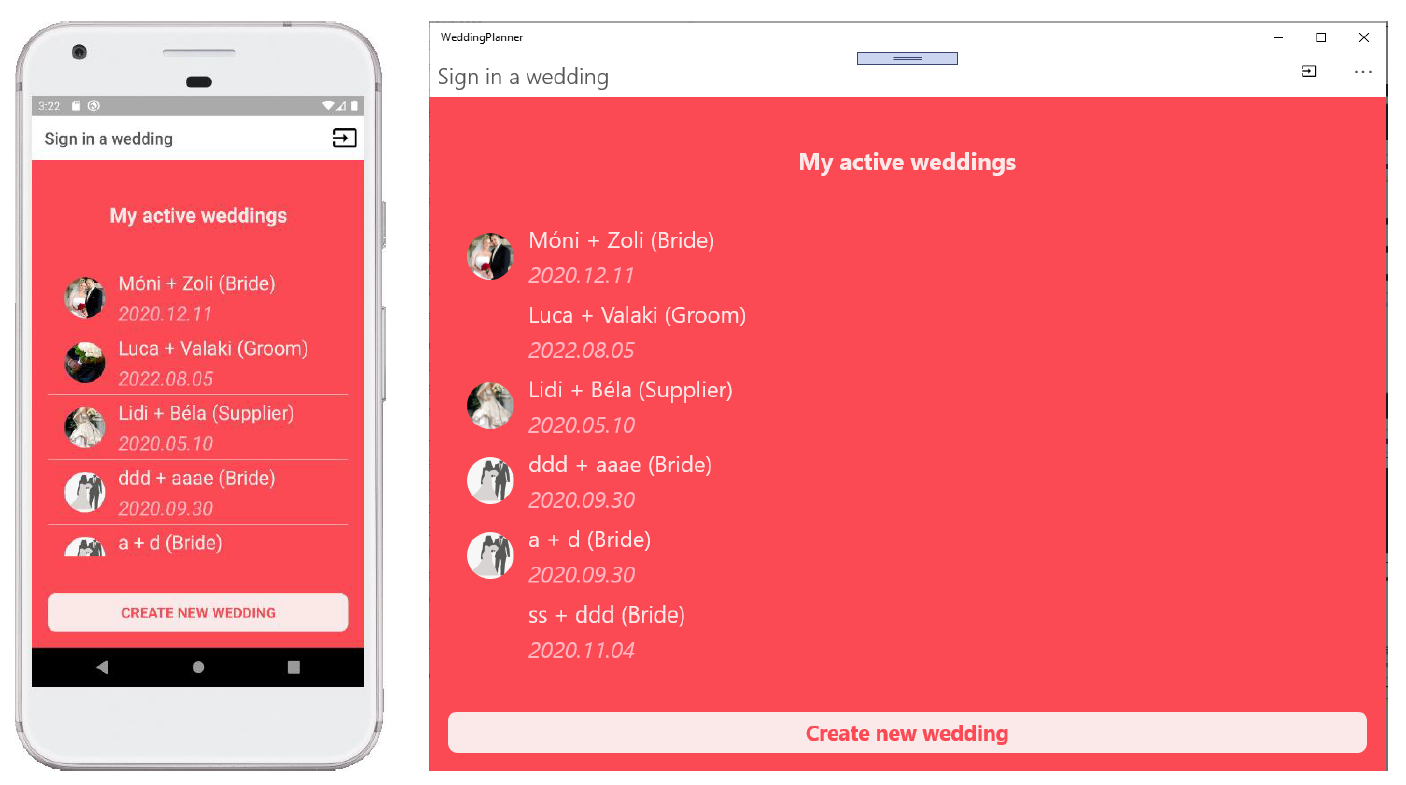 3:22
Sign in a wedding
My active weddings
Móni + Zoli (Bride)
2020.12.11
Luca + Valaki (Groom)
2022.08.05
Lidi + Béla (Supplier)
2020.05.10
ddd + aaae (Bride)
2020.09.30
a + d (Bride)
CREATE NEW WEDDING
WeddingPlanner
Sign in a wedding
My active weddings
Móni + Zoli (Bride)
2020.12.11
Luca + Valaki (Groom)
2022.08.05
Lidi + Béla (Supplier)
2020.05.10
ddd + aaae (Bride)
2020.09.30
a + d (Bride)
2020.09.30
ss + ddd (Bride)
2020.11.04
Create new wedding